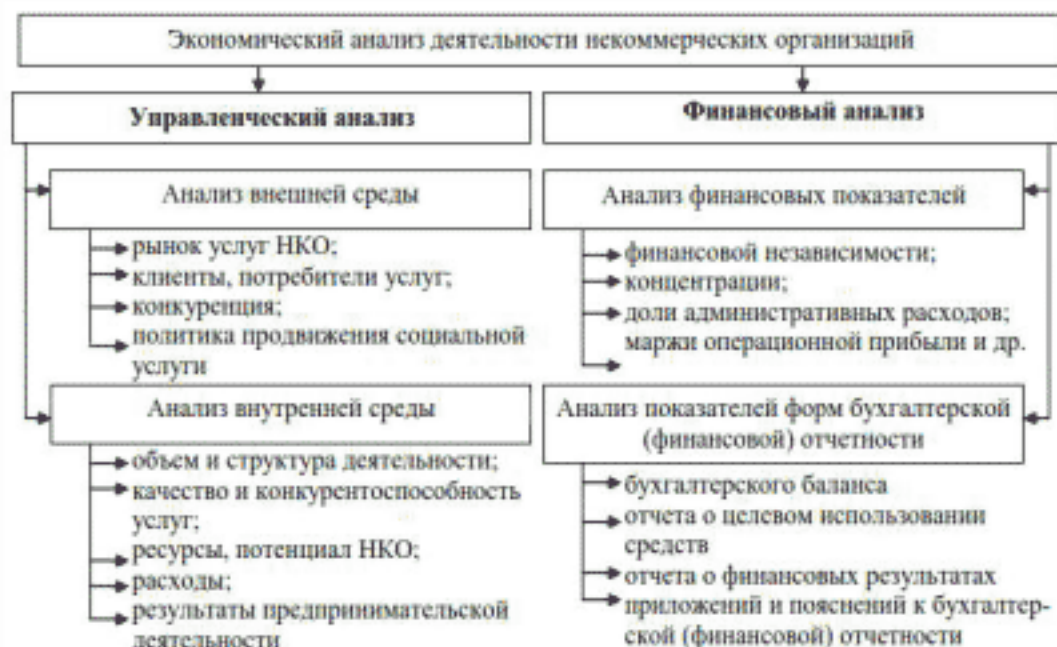 Экономический анализ деятельности некоммерческих организаций
Управленческий анализ
Анализ внешней среды
рынок услуг НКО;
клиенты, потребители услуг;
конкуренция;
политика продвижения социальной
услуги
Анализ внутренней среды
объем и структура деятельности;
качество и конкурентоспособность
услуг;
ресурсы, потенциал НКО;
расходы;
результаты предпринимательской
деятельности
Финансовый анализ
Анализ финансовых показателей
финансовой независимости;
концентрации;
доли административных расходов;
маржи операционной прибыли и др.
Анализ показателей форм бухгалтерской
(финансовой) отчетности
бухгалтерского баланса
отчета о целевом использовании
средств
отчета о финансовых результатах
приложений и пояснений к бухгалтер-
ской (финансовой) отчетности